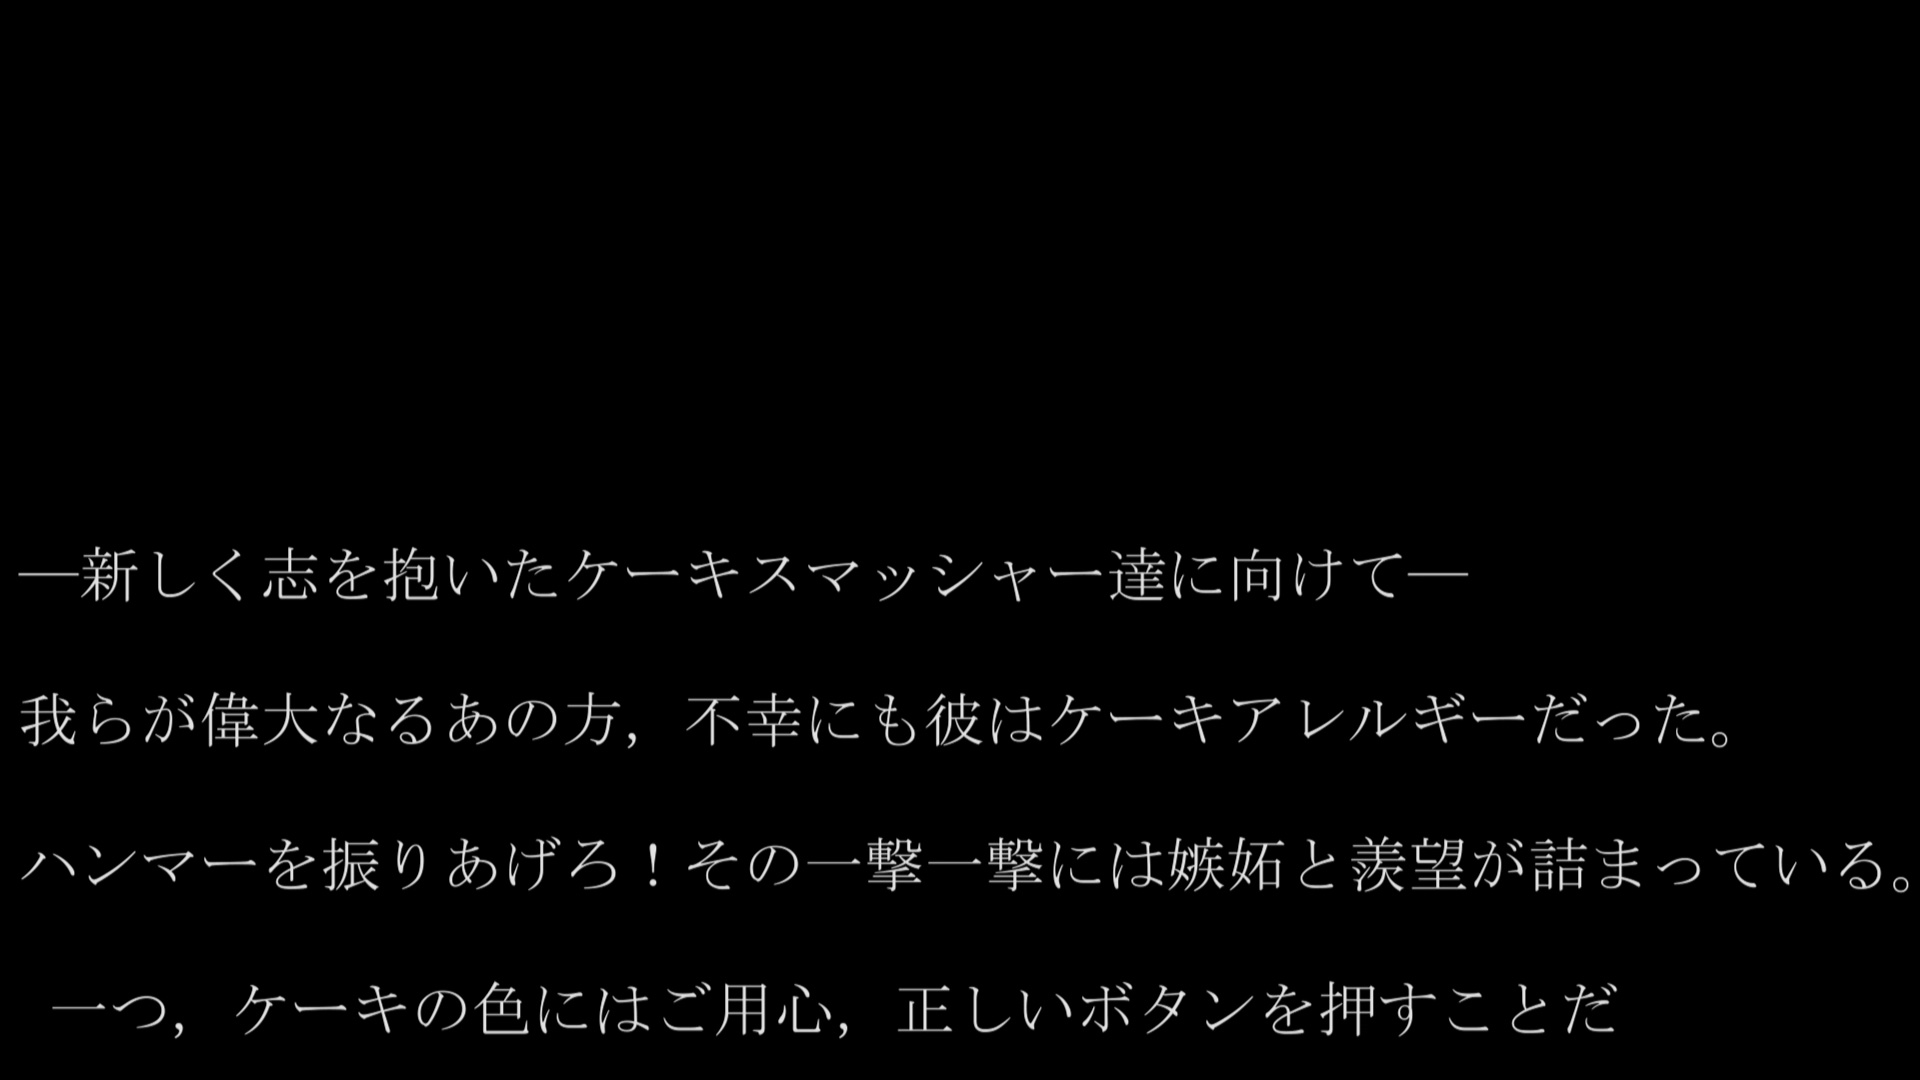 ―新しく志を抱いたケーキスマッシャー達に向けて―
我らが偉大なるあの方，不幸にも彼はケーキアレルギーだった。
ハンマーを振りあげろ！その一撃一撃には嫉妬と羨望が詰まっている。
一つ，ケーキの色にはご用心，正しいボタンを押すことだ